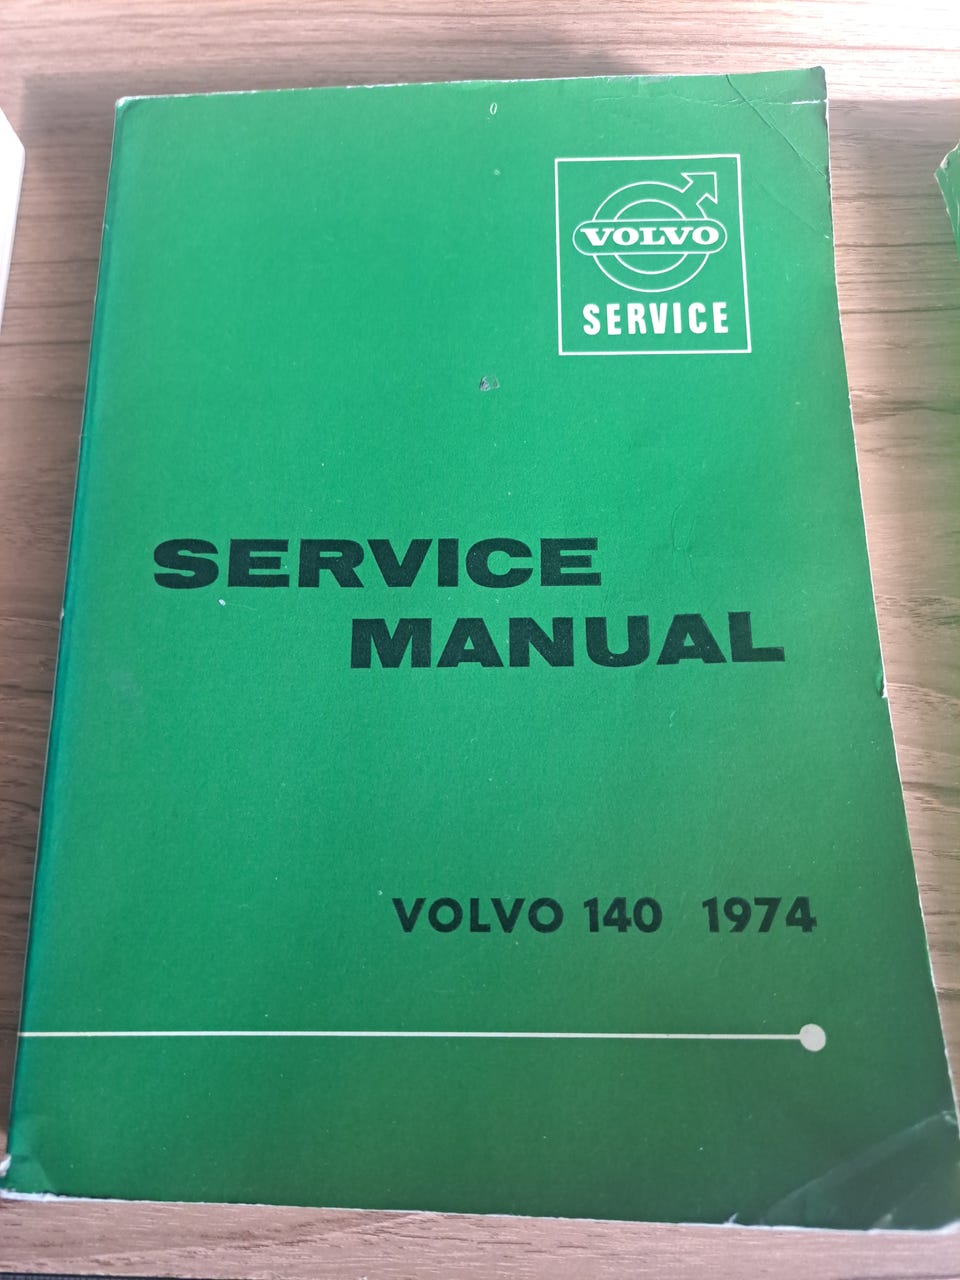 VOLVO
SERVICE
SERVICE
MANUAL
VOLVO 140 1974